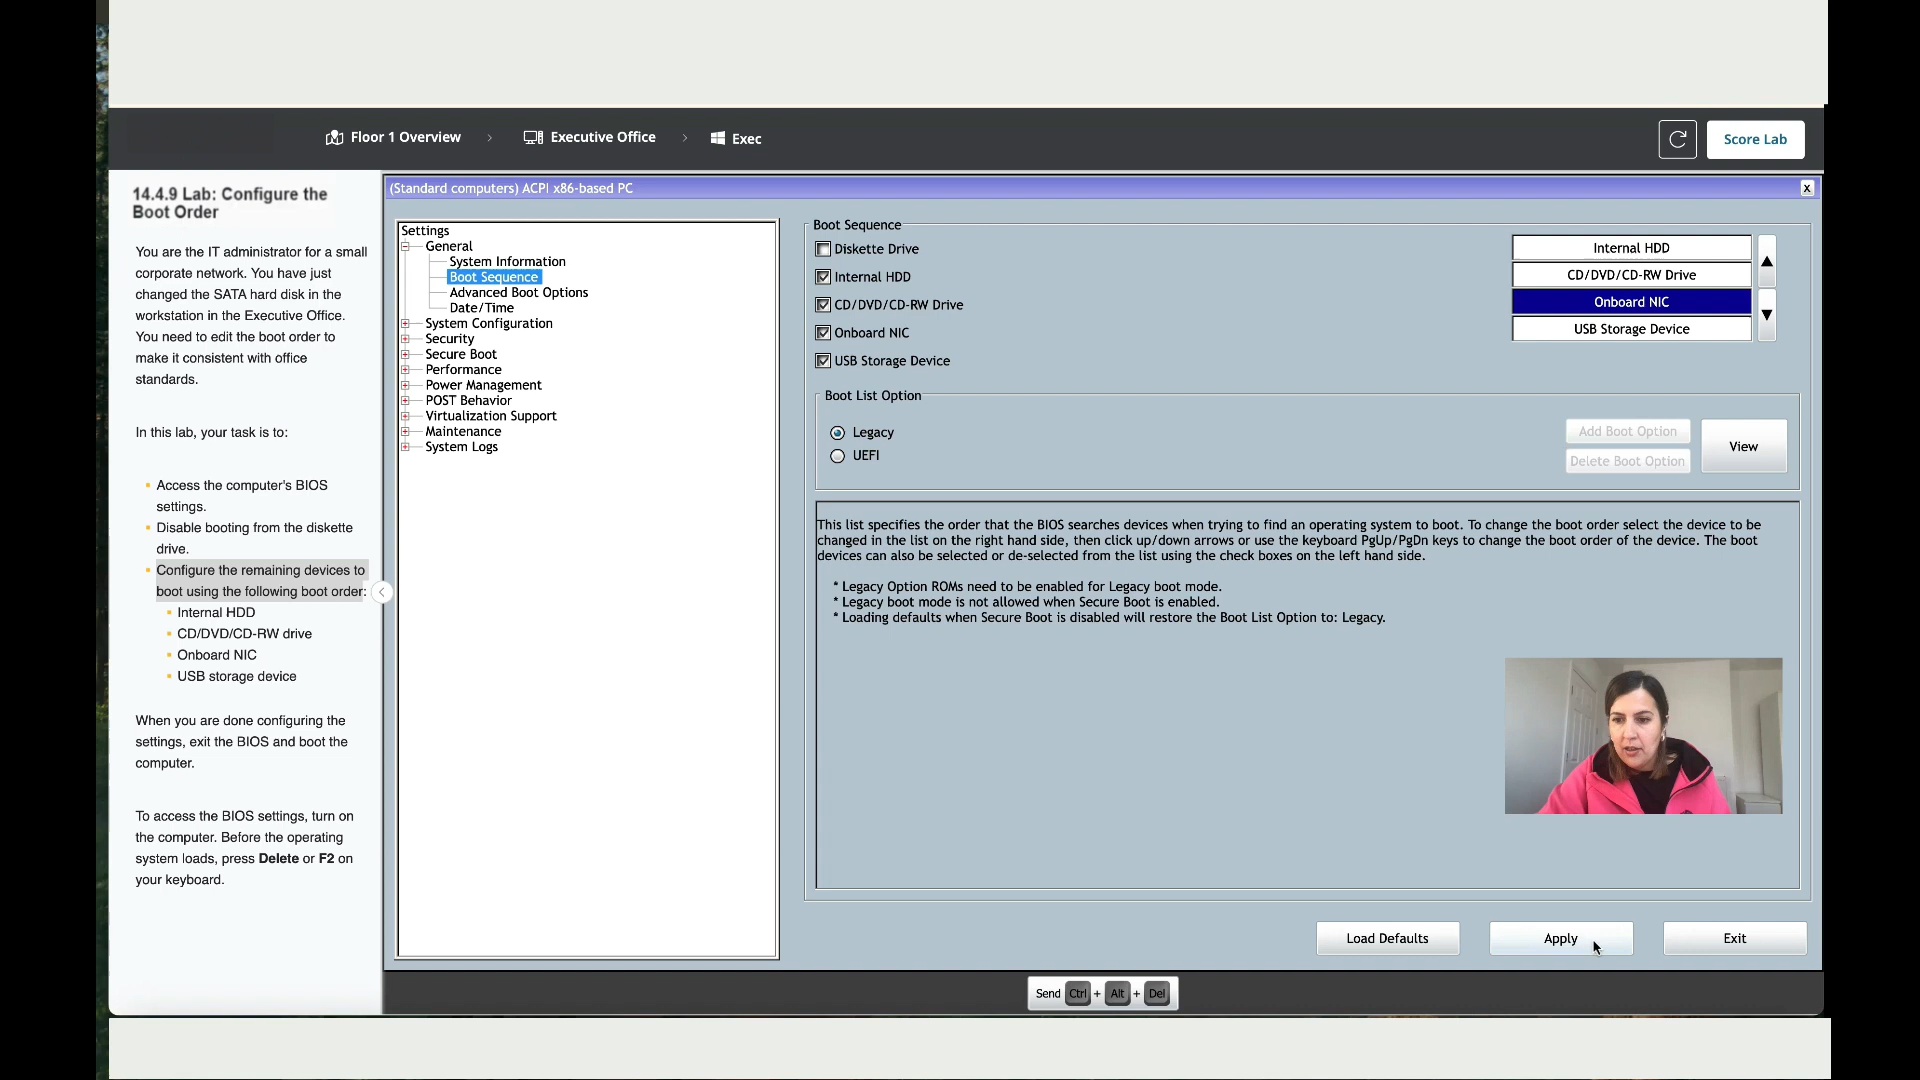 Floor 1 Overview > Executive Office > Exec
Score Lab
14.4.9 Lab: Configure the
Boot Order
You are the IT administrator for a small
corporate network. You have just
changed the SATA hard disk in the
workstation in the Executive Office.
You need to edit the boot order to
make it consistent with office
standards.
In this lab, your task is to:
Access the computer's BIOS
settings.
Disable booting from the diskette
drive.
Configure the remaining devices to
boot using the following boot order:
Internal HDD
CD/DVD/CD-RW drive
Onboard NIC
USB storage device
When you are done configuring the
settings, exit the BIOS and boot the
computer.
To access the BIOS settings, turn on
the computer. Before the operating
system loads, press Delete or F2 on
your keyboard.
(Standard computers) ACPI x86-based PC
x
Settings
General
System Information
Boot Sequence
Advanced Boot Options
Date/Time
System Configuration
Security
Secure Boot
Performance
Power Management
POST Behavior
Virtualization Support
Maintenance
System Logs
Boot Sequence
Diskette Drive
Internal HDD
CD/DVD/CD-RW Drive
Onboard NIC
USB Storage Device
Internal HDD
CD/DVD/CD-RW Drive
Onboard NIC
USB Storage Device
Boot List Option
Legacy
UEFI
Add Boot Option
Delete Boot Option
View
This list specifies the order that the BIOS searches devices when trying to find an operating system to boot. To change the boot order select the device to be
changed in the list on the right hand side, then click up/down arrows or use the keyboard PgUp/PgDn keys to change the boot order of the device. The boot
devices can also be selected or de-selected from the list using the check boxes on the left hand side.
* Legacy Option ROMs need to be enabled for Legacy boot mode.
* Legacy boot mode is not allowed when Secure Boot is enabled.
* Loading defaults when Secure Boot is disabled will restore the Boot List Option to: Legacy.
Load Defaults
Apply
Exit
Send Ctrl + Alt + Del